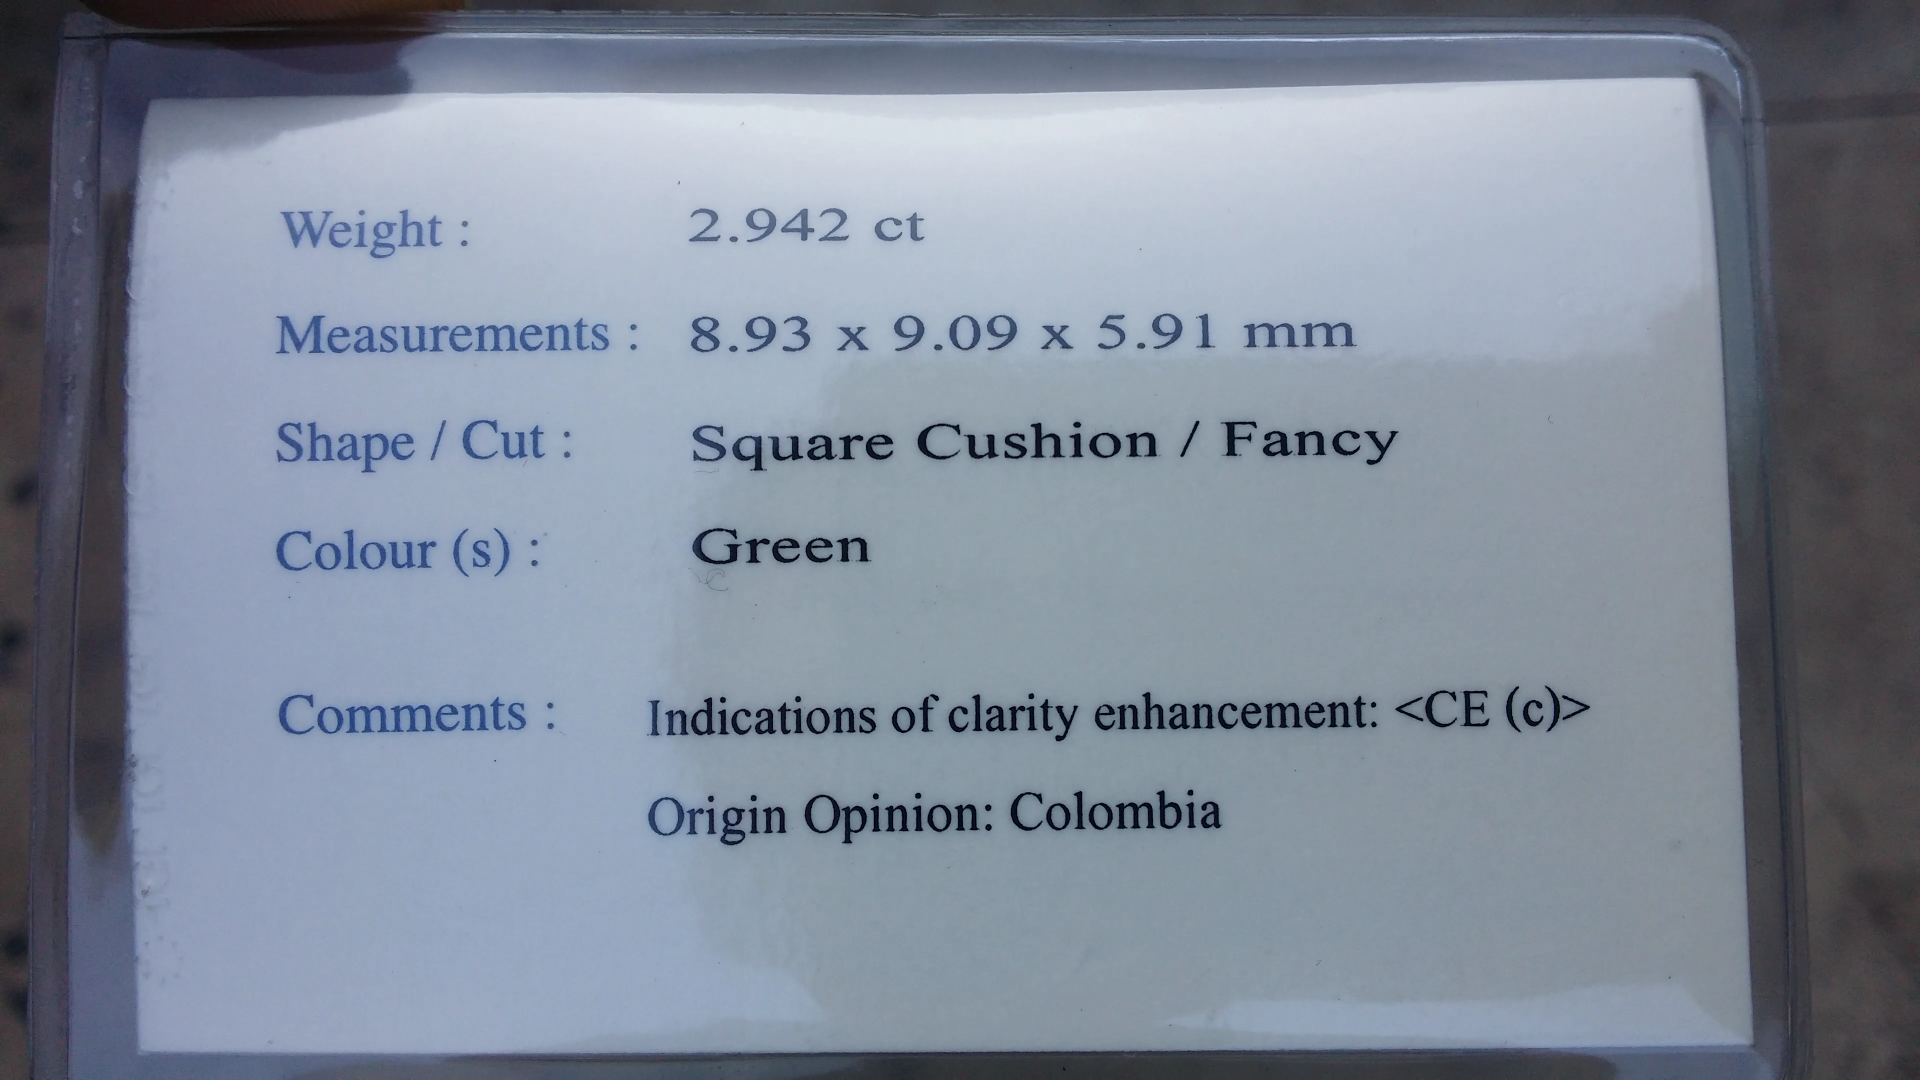 Weight : 2.942 ct
Measurements : 8.93 x 9.09 x 5.91 mm
Shape / Cut : Square Cushion / Fancy
Colour (s) : Green
Comments : Indications of clarity enhancement: <CE (c)>
Origin Opinion: Colombia